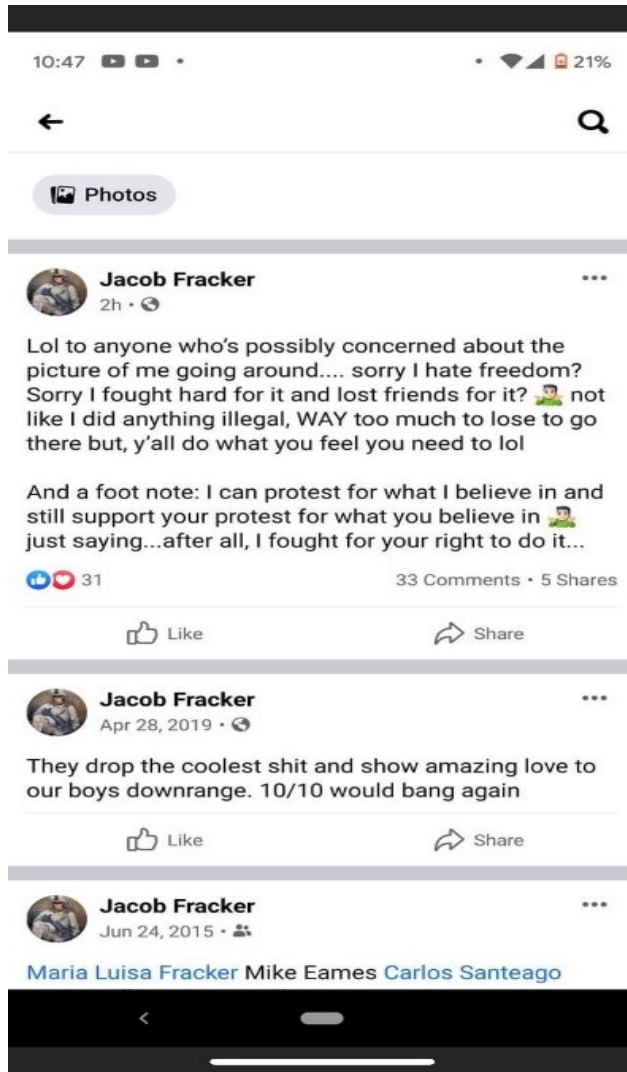 10:47
21%
Photos
Jacob Fracker
2h
Lol to anyone who's possibly concerned about the
picture of me going around.... sorry I hate freedom?
Sorry I fought hard for it and lost friends for it? 🤷🏻‍♂️ not
like I did anything illegal, WAY too much to lose to go
there but, y'all do what you feel you need to lol
And a foot note: I can protest for what I believe in and
still support your protest for what you believe in 🤷🏻‍♂️
just saying...after all, I fought for your right to do it...
31
33 Comments • 5 Shares
Like
Share
Jacob Fracker
Apr 28, 2019
They drop the coolest shit and show amazing love to
our boys downrange. 10/10 would bang again
Like
Share
Jacob Fracker
Jun 24, 2015
Maria Luisa Fracker Mike Eames Carlos Santeago